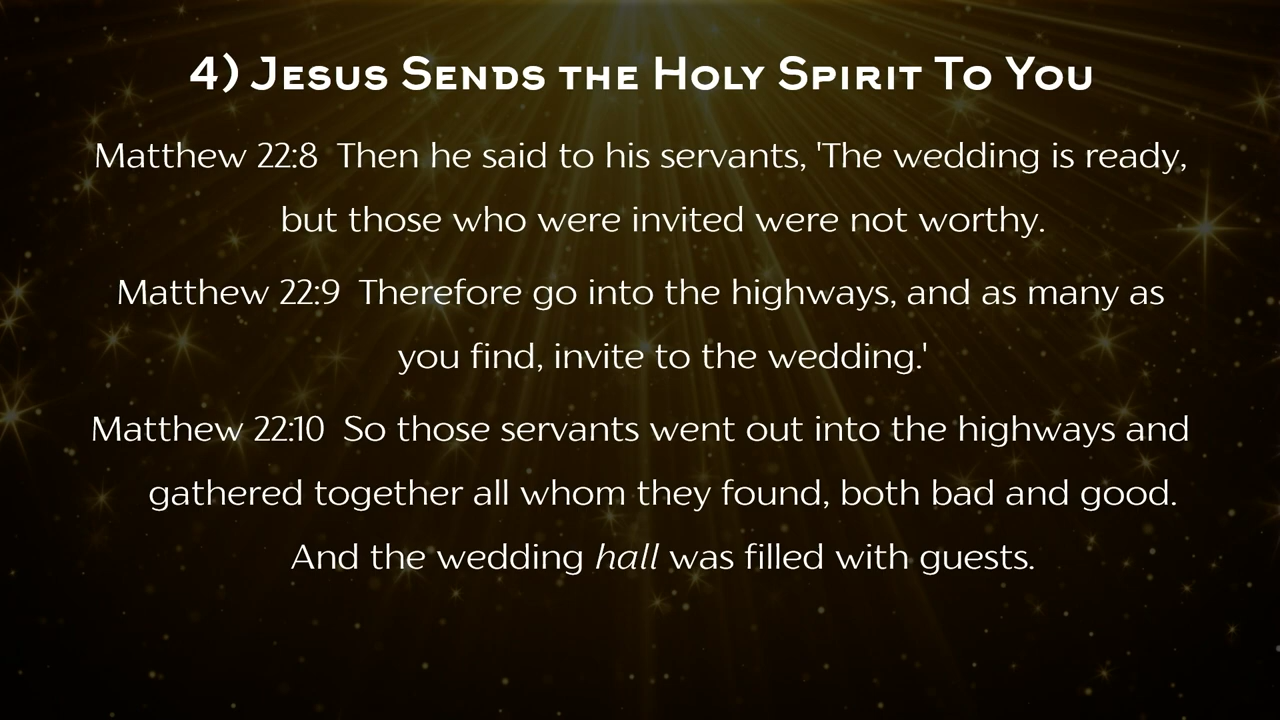 4) Jesus Sends the Holy Spirit To You
Matthew 22:8  Then he said to his servants, 'The wedding is ready,
but those who were invited were not worthy.
Matthew 22:9  Therefore go into the highways, and as many as
you find, invite to the wedding.'
Matthew 22:10  So those servants went out into the highways and
gathered together all whom they found, both bad and good.
And the wedding hall was filled with guests.